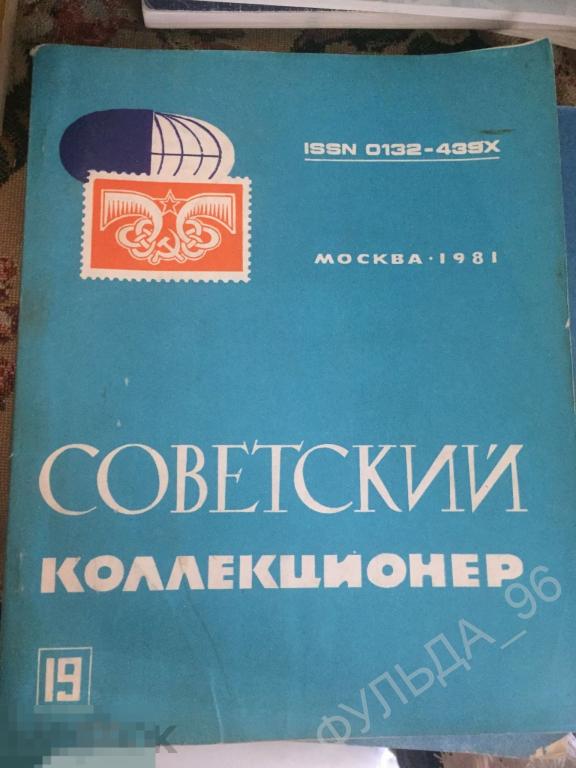 ISSN 0132-439X
МОСКВА · 1981
СОВЕТСКИЙ
КОЛЛЕКЦИОНЕР
19
ФУЛЬДА_96